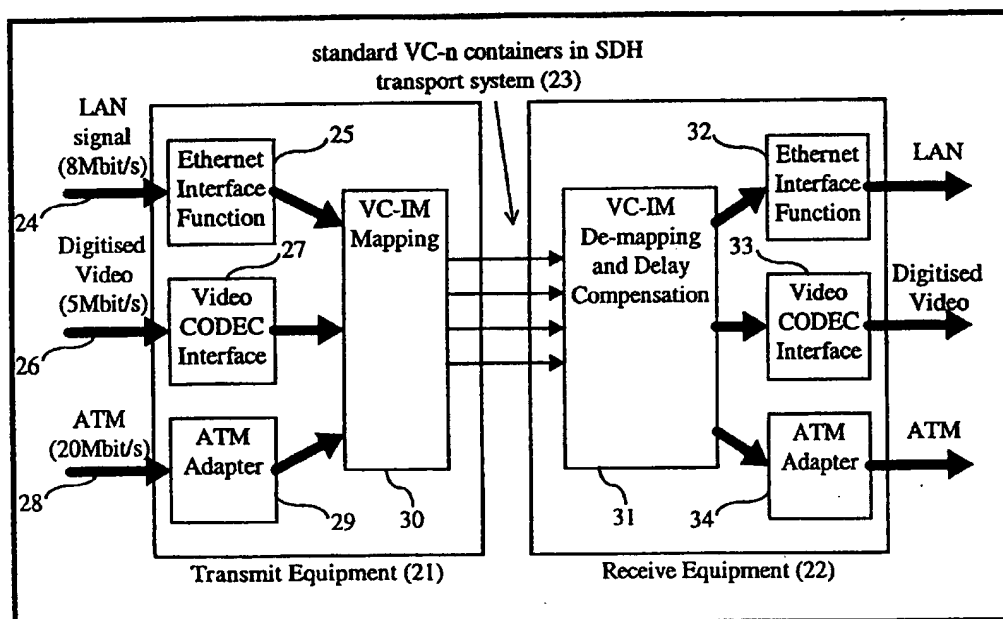 standard VC-n containers in SDH
transport system (23)
LAN
signal
(8Mbit/s)
24
25
Ethernet
Interface
Function
Digitised
Video
(5Mbit/s)
26
27
Video
CODEC
Interface
ATM
(20Mbit/s)
28
ATM
Adapter
29
VC-IM
Mapping
30
VC-IM
De-mapping
and Delay
Compensation
31
32
Ethernet
Interface
Function
LAN
33
Video
CODEC
Interface
Digitised
Video
ATM
Adapter
34
ATM
Transmit Equipment (21)
Receive Equipment (22)